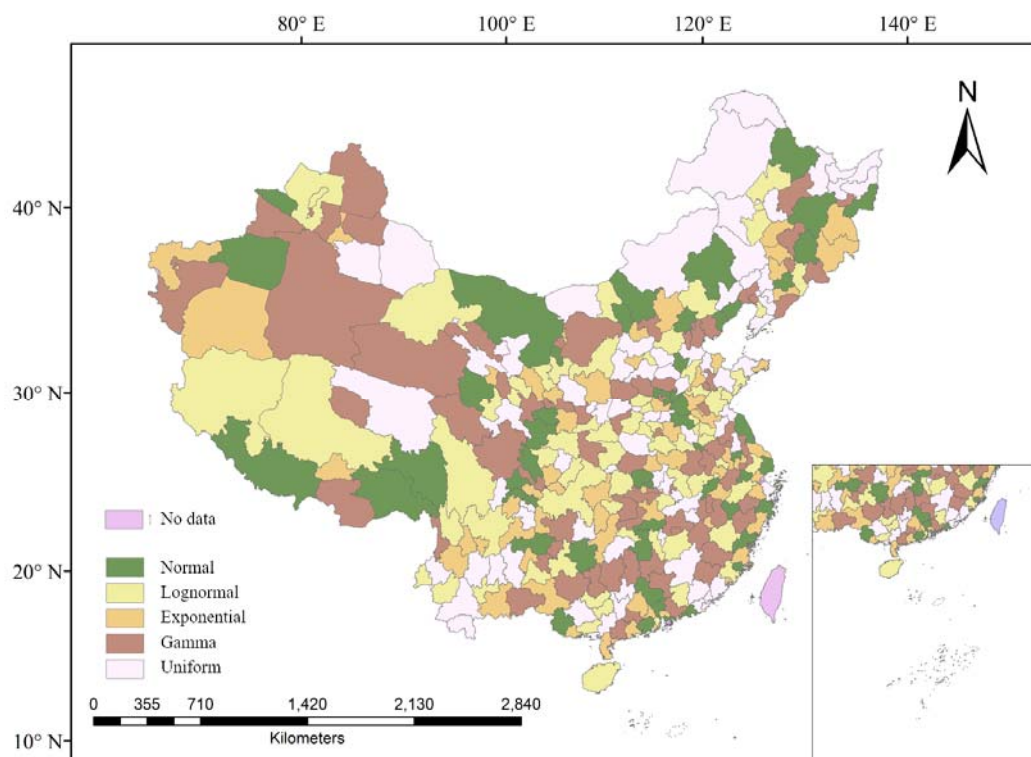 80° E 100° E 120° E 140° E
N
40° N
30° N
No data
Normal
20° N
Lognormal
Exponential
Gamma
Uniform
0 355 710 1,420 2,130 2,840
Kilometers
10° N